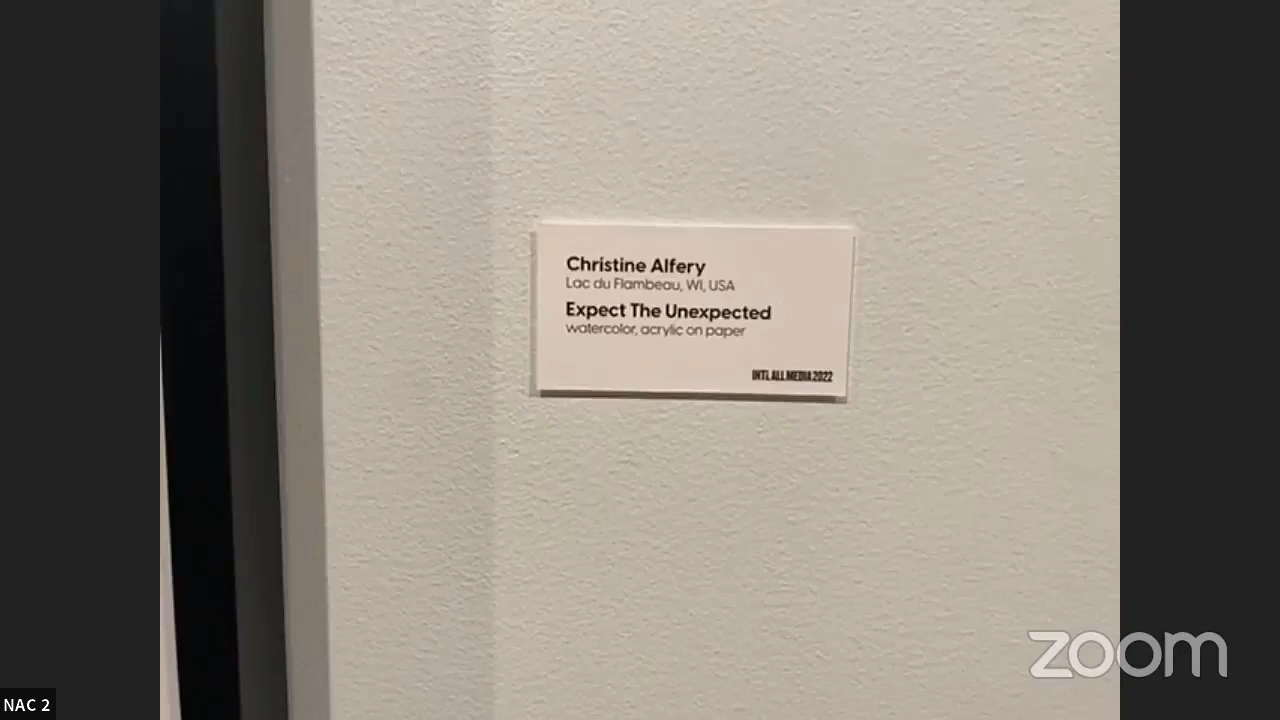 Christine Alfery
Lac du Flambeau, WI, USA
Expect The Unexpected
watercolor, acrylic on paper
INTL ALL MEDIA 2022
zoom
NAC 2